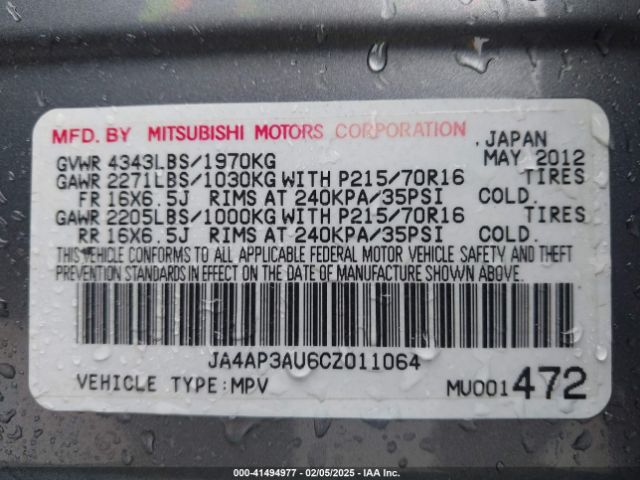 MFD. BY MITSUBISHI MOTORS CORPORATION , JAPAN
GVWR 4343LBS/1970KG MAY 2012
GAWR 2271LBS/1030KG WITH P215/70R16 TIRES
FR 16X6.5J RIMS AT 240KPA/35PSI COLD.
GAWR 2205LBS/1000KG WITH P215/70R16 TIRES
RR 16X6.5J RIMS AT 240KPA/35PSI COLD.
THIS VEHICLE CONFORMS TO ALL APPLICABLE FEDERAL MOTOR VEHICLE SAFETY AND THEFT
PREVENTION STANDARDS IN EFFECT ON THE DATE OF MANUFACTURE SHOWN ABOVE.
JA4AP3AU6CZ011064
VEHICLE TYPE:MPV MU001472
000-41494977 - 02/05/2025 - IAA Inc.